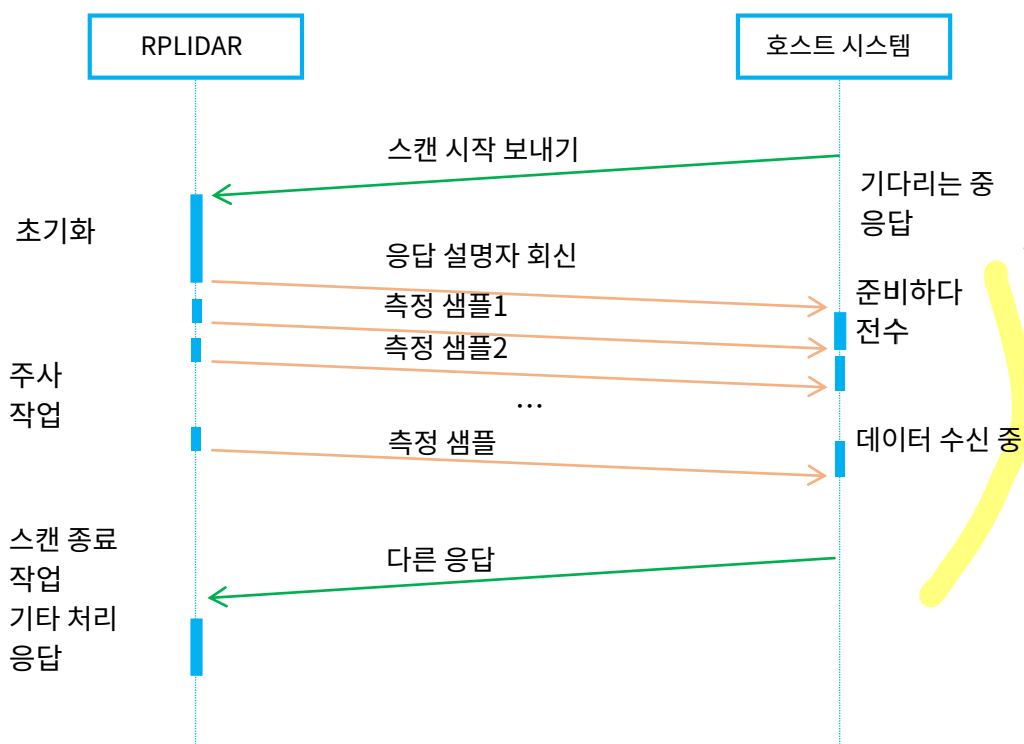 RPLIDAR
호스트 시스템
스캔 시작 보내기
기다리는 중
응답
초기화
응답 설명자 회신
준비하다
전수
측정 샘플1
측정 샘플2
주사
작업
...
측정 샘플
데이터 수신 중
스캔 종료
작업
기타 처리
응답
다른 응답